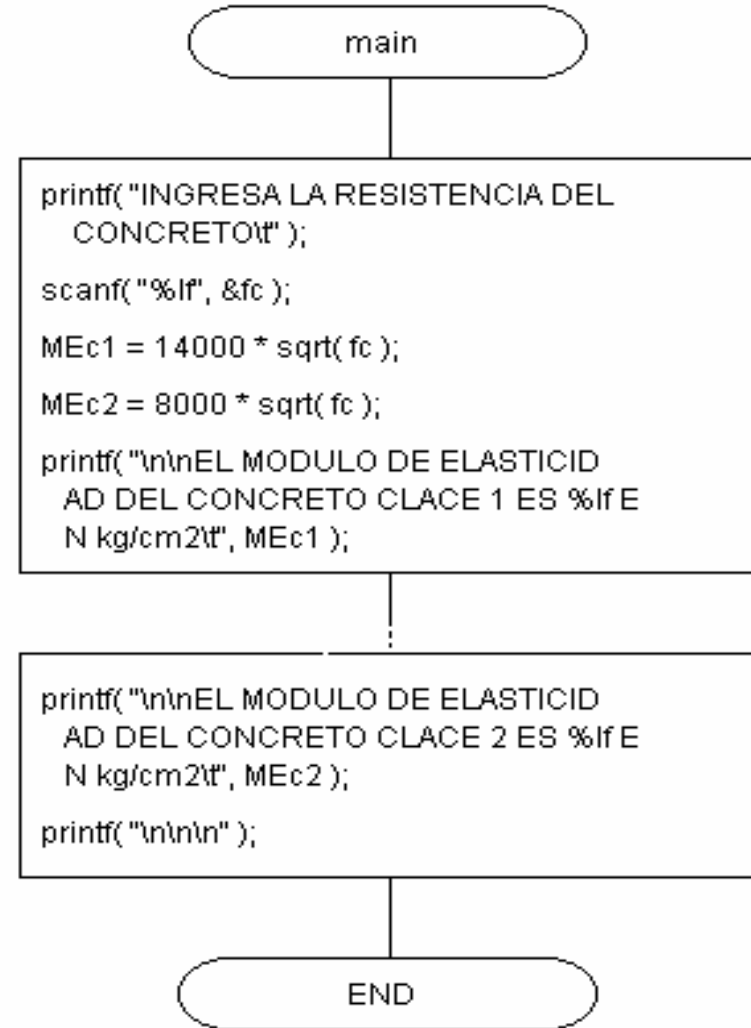 main
printf( "INGRESA LA RESISTENCIA DEL
CONCRETO\t" );
scanf( "%lf", &fc );
MEc1 = 14000 * sqrt( fc );
MEc2 = 8000 * sqrt( fc );
printf( "\n\nEL MODULO DE ELASTICID
AD DEL CONCRETO CLACE 1 ES %lf E
N kg/cm2\t", MEc1 );
printf( "\n\nEL MODULO DE ELASTICID
AD DEL CONCRETO CLACE 2 ES %lf E
N kg/cm2\t", MEc2 );
printf( "\n\n\n" );
END